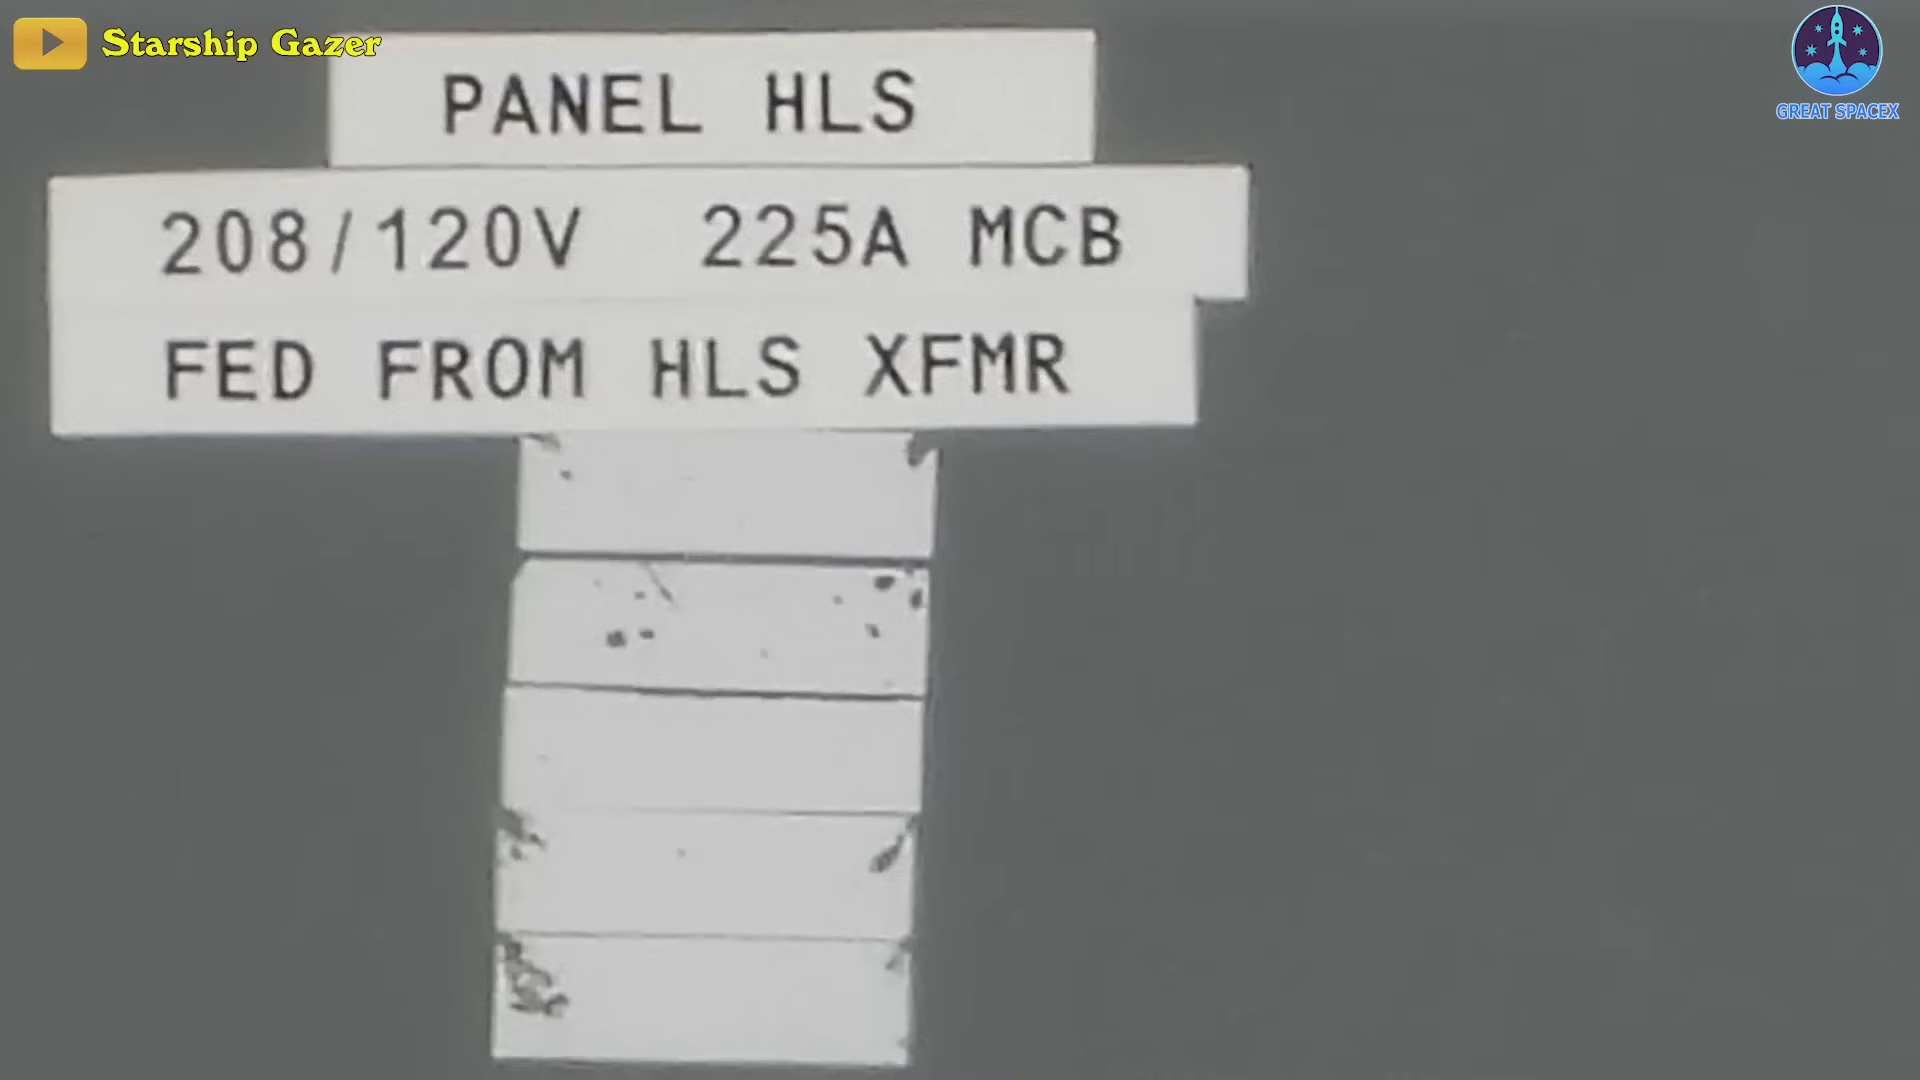 Starship Gazer
GREAT SPACEX
PANEL HLS
208/120V 225A MCB
FED FROM HLS XFMR